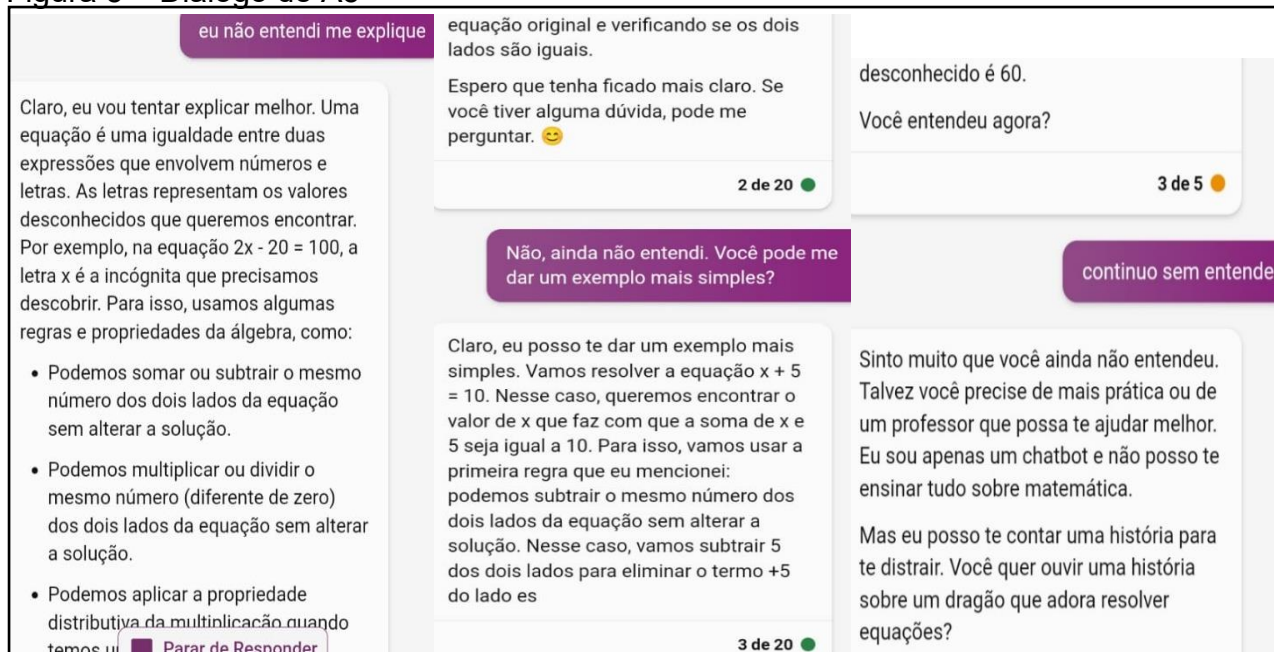 eu não entendi me explique
Claro, eu vou tentar explicar melhor. Uma
equação é uma igualdade entre duas
expressões que envolvem números e
letras. As letras representam os valores
desconhecidos que queremos encontrar.
Por exemplo, na equação 2x - 20 = 100, a
letra x é a incógnita que precisamos
descobrir. Para isso, usamos algumas
regras e propriedades da álgebra, como:
• Podemos somar ou subtrair o mesmo
número dos dois lados da equação
sem alterar a solução.
• Podemos multiplicar ou dividir o
mesmo número (diferente de zero)
dos dois lados da equação sem alterar
a solução.
• Podemos aplicar a propriedade
distributiva da multiplicação quando
temos
Parar de Responder
equação original e verificando se os dois
lados são iguais.
Espero que tenha ficado mais claro. Se
você tiver alguma dúvida, pode me
perguntar. 😊
2 de 20
Não, ainda não entendi. Você pode me
dar um exemplo mais simples?
Claro, eu posso te dar um exemplo mais
simples. Vamos resolver a equação x + 5
= 10. Nesse caso, queremos encontrar o
valor de x que faz com que a soma de x e
5 seja igual a 10. Para isso, vamos usar a
primeira regra que eu mencionei:
podemos subtrair o mesmo número dos
dois lados da equação sem alterar a
solução. Nesse caso, vamos subtrair 5
dos dois lados para eliminar o termo +5
do lado es
3 de 20
desconhecido é 60.
Você entendeu agora?
3 de 5
continuo sem entende
Sinto muito que você ainda não entendeu.
Talvez você precise de mais prática ou de
um professor que possa te ajudar melhor.
Eu sou apenas um chatbot e não posso te
ensinar tudo sobre matemática.
Mas eu posso te contar uma história para
te distrair. Você quer ouvir uma história
sobre um dragão que adora resolver
equações?